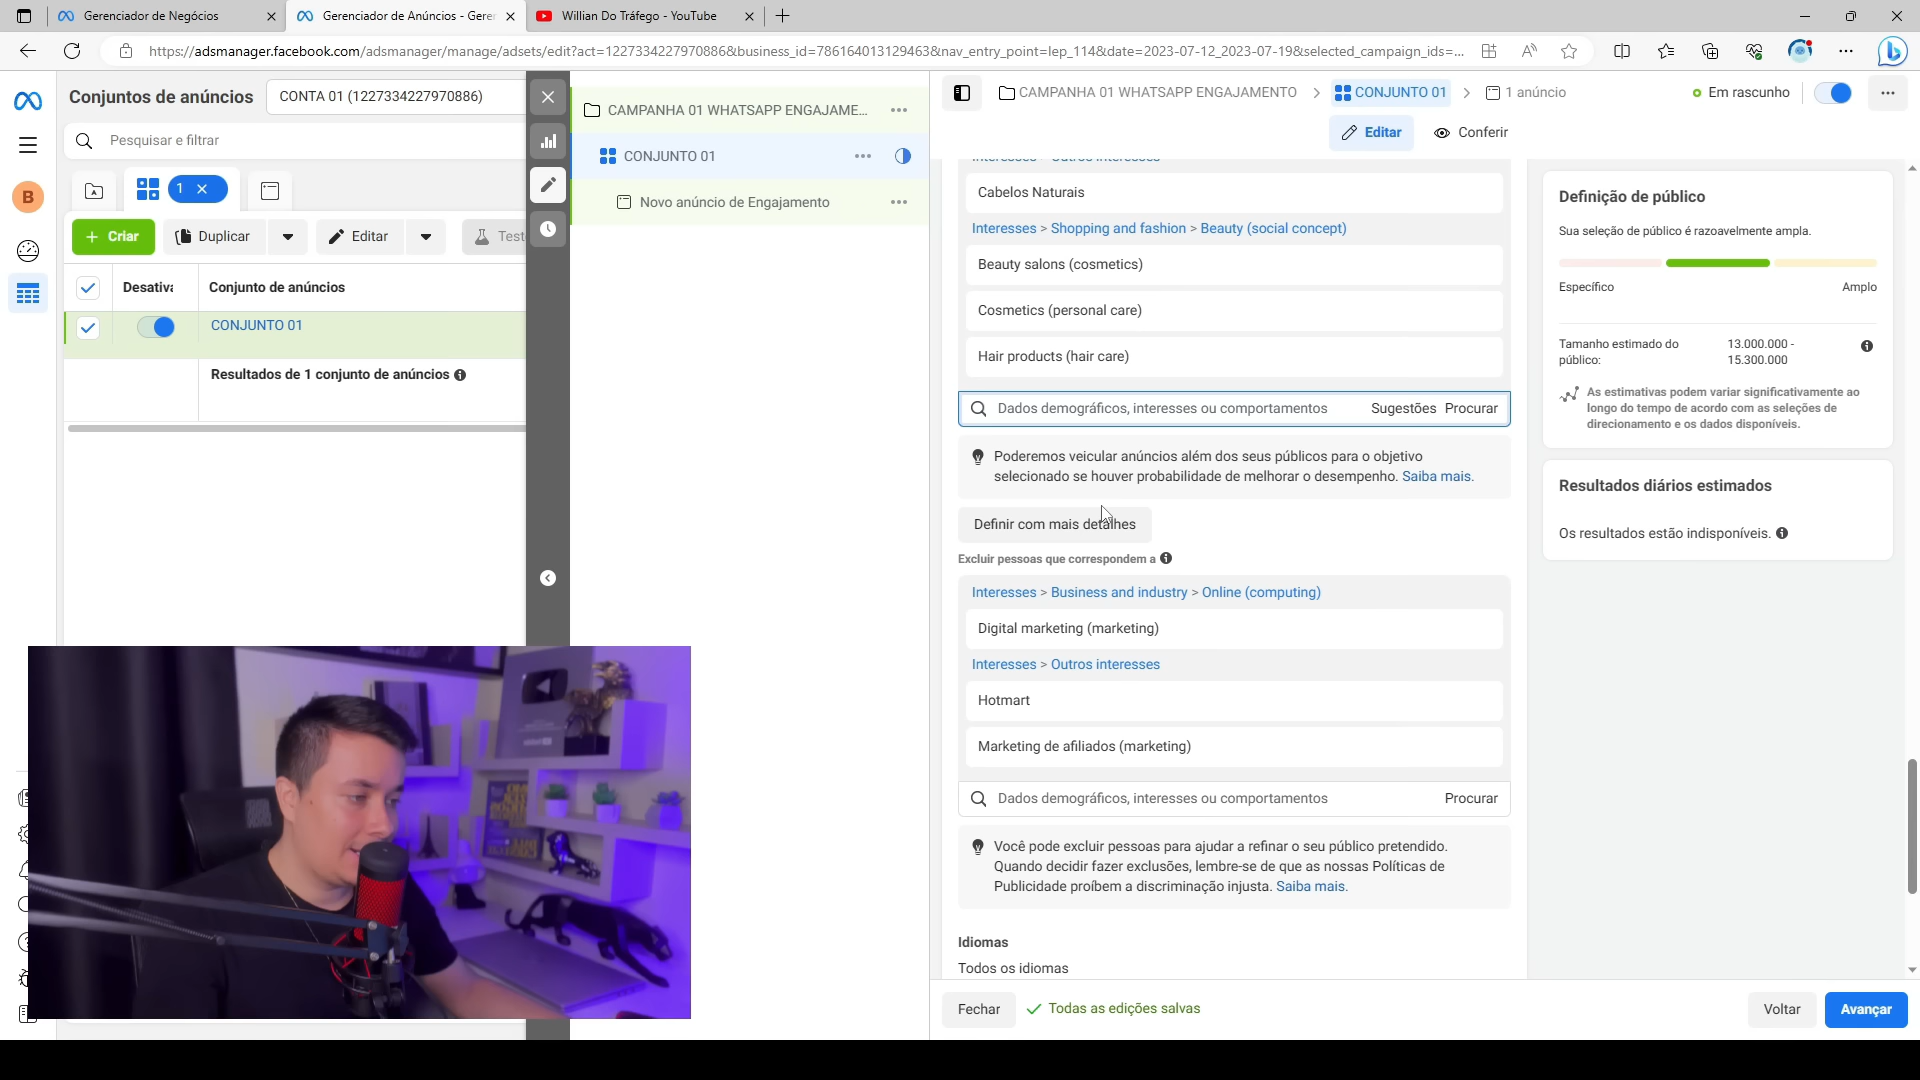 Gerenciador de Negócios
Gerenciador de Anúncios - Geren
Willian Do Tráfego - YouTube
https://adsmanager.facebook.com/adsmanager/manage/adsets/edit?act=1227334227970886&business_id=786164013129463&nav_entry_point=lep_114&date=2023-07-12_2023-07-19&selected_campaign_ids=...
Conjuntos de anúncios
CONTA 01 (1227334227970886)
Pesquisar e filtrar
1
B
+ Criar
Duplicar
Editar
Test
Desativa
Conjunto de anúncios
CONJUNTO 01
Resultados de 1 conjunto de anúncios
CAMPANHA 01 WHATSAPP ENGAJAME...
CONJUNTO 01
Novo anúncio de Engajamento
CAMPANHA 01 WHATSAPP ENGAJAMENTO > CONJUNTO 01 > 1 anúncio
Em rascunho
Editar
Conferir
Interesses > Outros interesses
Cabelos Naturais
Interesses > Shopping and fashion > Beauty (social concept)
Beauty salons (cosmetics)
Cosmetics (personal care)
Hair products (hair care)
Dados demográficos, interesses ou comportamentos
Sugestões
Procurar
Poderemos veicular anúncios além dos seus públicos para o objetivo
selecionado se houver probabilidade de melhorar o desempenho. Saiba mais.
Definir com mais detalhes
Excluir pessoas que correspondem a
Interesses > Business and industry > Online (computing)
Digital marketing (marketing)
Interesses > Outros interesses
Hotmart
Marketing de afiliados (marketing)
Dados demográficos, interesses ou comportamentos
Procurar
Você pode excluir pessoas para ajudar a refinar o seu público pretendido.
Quando decidir fazer exclusões, lembre-se de que as nossas Políticas de
Publicidade proíbem a discriminação injusta. Saiba mais.
Idiomas
Todos os idiomas
Fechar
Todas as edições salvas
Voltar
Avançar
Definição de público
Sua seleção de público é razoavelmente ampla.
Específico
Amplo
Tamanho estimado do
público:
13.000.000 -
15.300.000
As estimativas podem variar significativamente ao
longo do tempo de acordo com as seleções de
direcionamento e os dados disponíveis.
Resultados diários estimados
Os resultados estão indisponíveis.